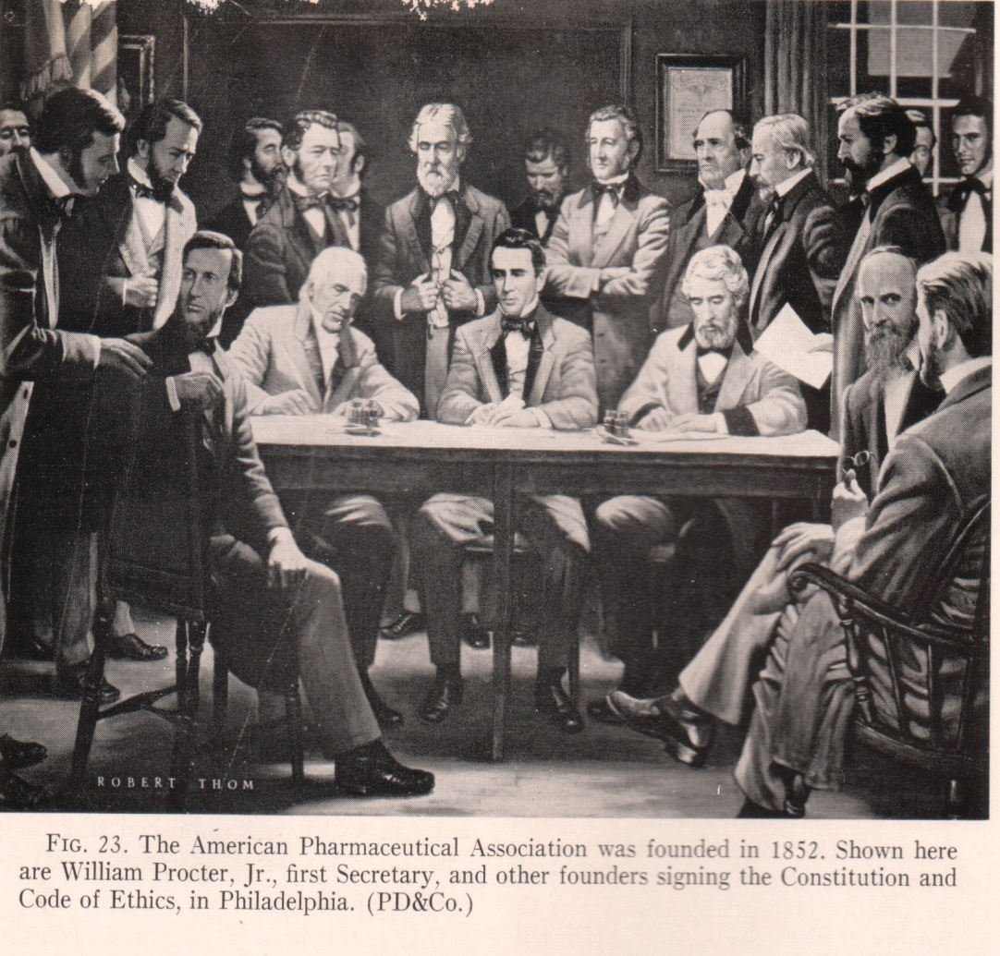 ROBERT THOM
FIG. 23. The American Pharmaceutical Association was founded in 1852. Shown here
are William Procter, Jr., first Secretary, and other founders signing the Constitution and
Code of Ethics, in Philadelphia. (PD&Co.)